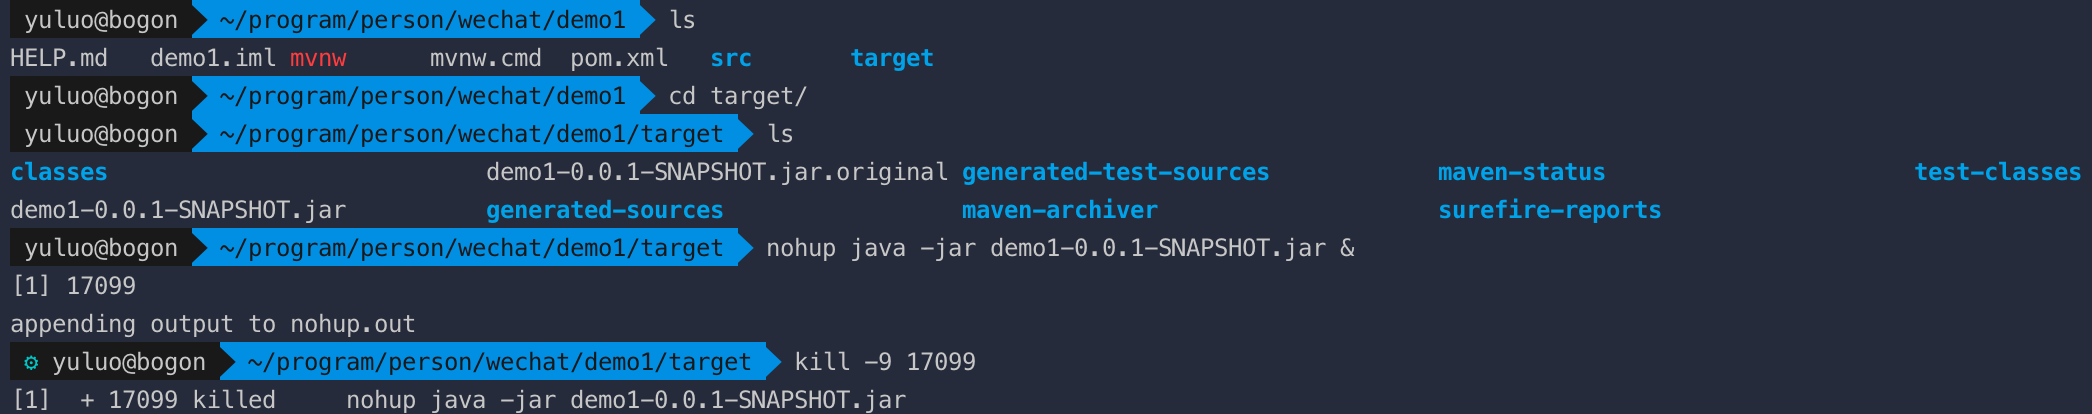 yuluo@bogon ~/program/person/wechat/demo1 ls
HELP.md demo1.iml mvnw mvnw.cmd pom.xml src target
yuluo@bogon ~/program/person/wechat/demo1 cd target/
yuluo@bogon ~/program/person/wechat/demo1/target ls
classes demo1-0.0.1-SNAPSHOT.jar.original generated-test-sources maven-status test-classes
demo1-0.0.1-SNAPSHOT.jar generated-sources maven-archiver surefire-reports
yuluo@bogon ~/program/person/wechat/demo1/target nohup java -jar demo1-0.0.1-SNAPSHOT.jar &
[1] 17099
appending output to nohup.out
⚙ yuluo@bogon ~/program/person/wechat/demo1/target kill -9 17099
[1] + 17099 killed nohup java -jar demo1-0.0.1-SNAPSHOT.jar